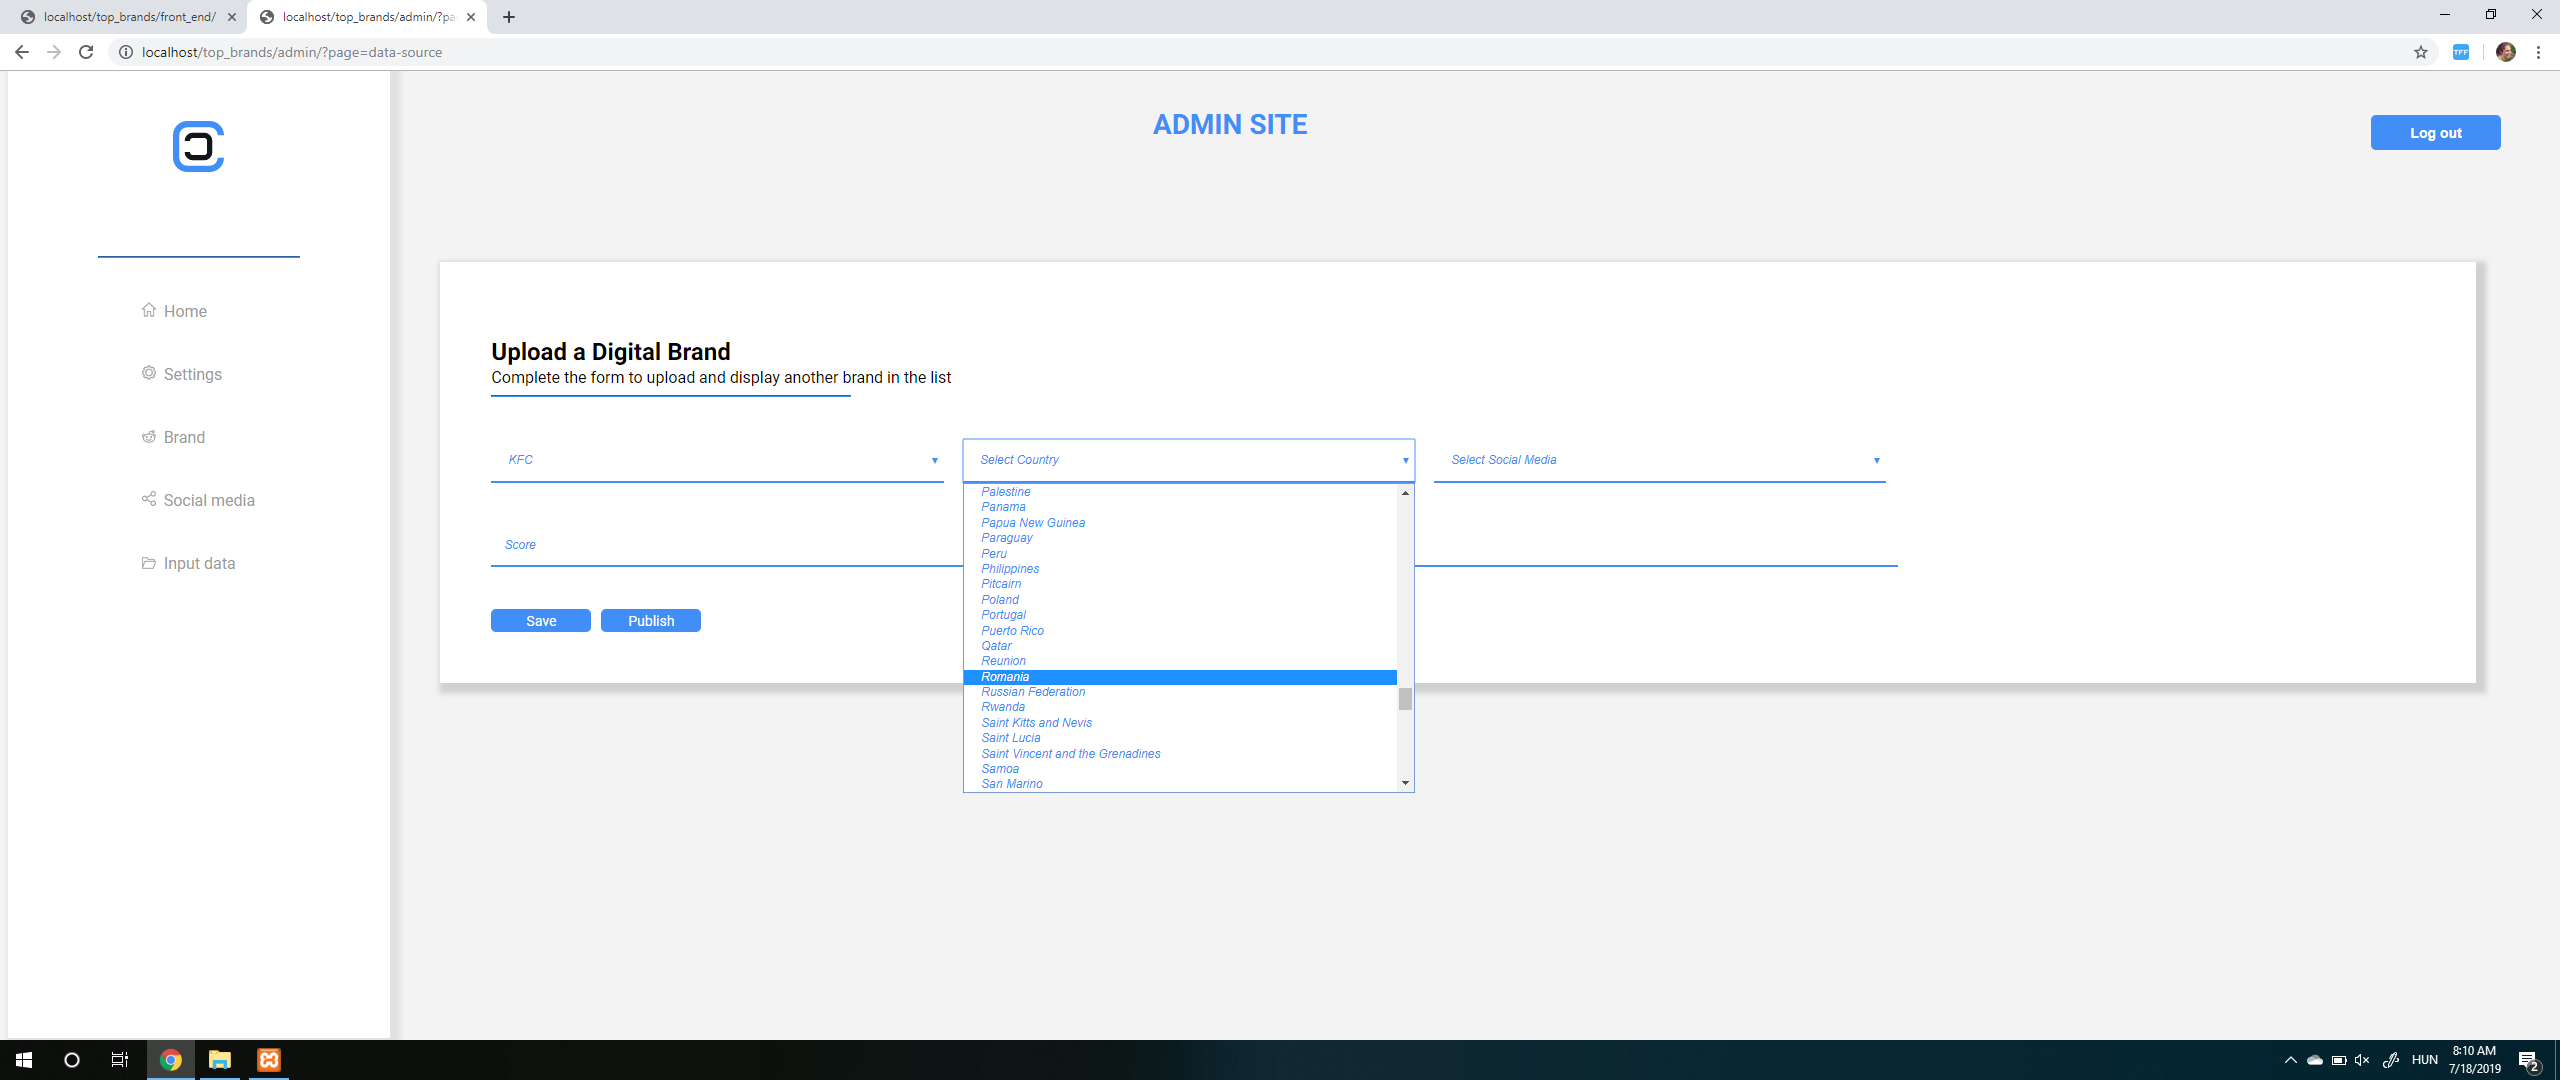 localhost/top_brands/front_end/
localhost/top_brands/admin/?pa
localhost/top_brands/admin/?page=data-source
TFF
ADMIN SITE
Log out
Home
Settings
Brand
Social media
Input data
Upload a Digital Brand
Complete the form to upload and display another brand in the list
KFC
Select Country
Select Social Media
Score
Palestine
Panama
Papua New Guinea
Paraguay
Peru
Philippines
Pitcairn
Poland
Portugal
Puerto Rico
Qatar
Reunion
Romania
Russian Federation
Rwanda
Saint Kitts and Nevis
Saint Lucia
Saint Vincent and the Grenadines
Samoa
San Marino
Save
Publish
HUN
8:10 AM
7/18/2019
2